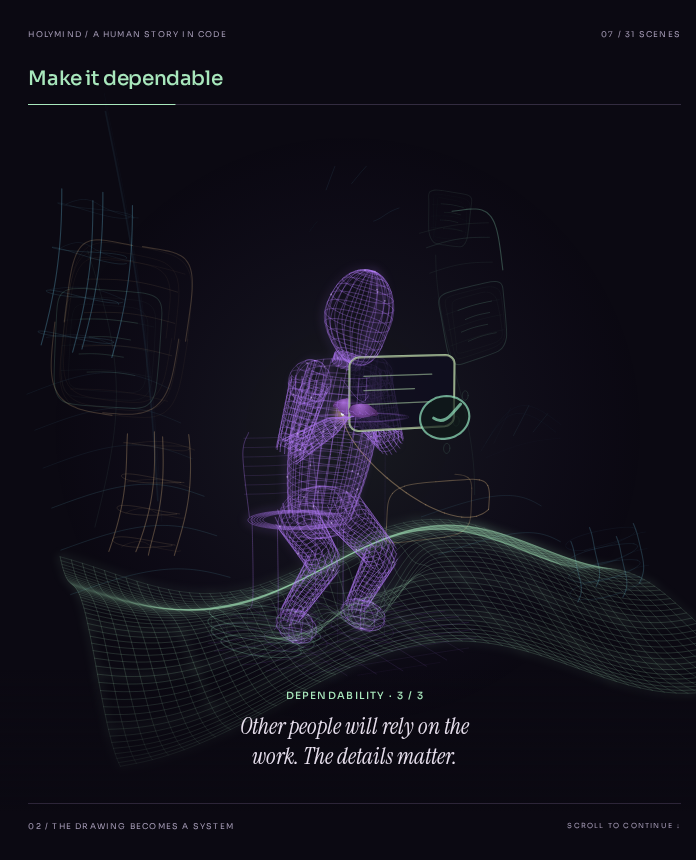 HOLYMIND / A HUMAN STORY IN CODE
07 / 31 SCENES
Make it dependable
DEPENDABILITY · 3 / 3
Other people will rely on the
work. The details matter.
02 / THE DRAWING BECOMES A SYSTEM
SCROLL TO CONTINUE ↓